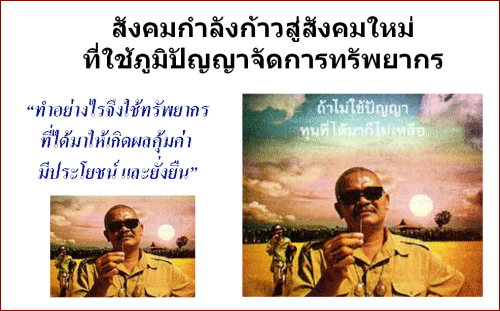 สังคมกำลังก้าวสู่สังคมใหม่
ที่ใช้ภูมิปัญญาจัดการทรัพยากร
“ทำอย่างไรจึงใช้ทรัพยากร
ที่ได้มาให้เกิดผลคุ้มค่า
มีประโยชน์ และยั่งยืน”
ถ้าไม่ใช้ปัญญา
ทุนที่ได้มาก็ไม่เหลือ